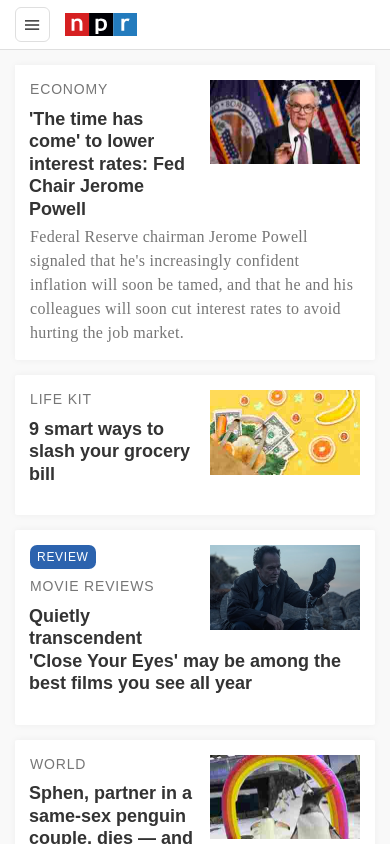 npr
ECONOMY
'The time has
come' to lower
interest rates: Fed
Chair Jerome
Powell
Federal Reserve chairman Jerome Powell
signaled that he's increasingly confident
inflation will soon be tamed, and that he and his
colleagues will soon cut interest rates to avoid
hurting the job market.
LIFE KIT
9 smart ways to
slash your grocery
bill
REVIEW
MOVIE REVIEWS
Quietly
transcendent
'Close Your Eyes' may be among the
best films you see all year
WORLD
Sphen, partner in a
same-sex penguin
couple, dies — and